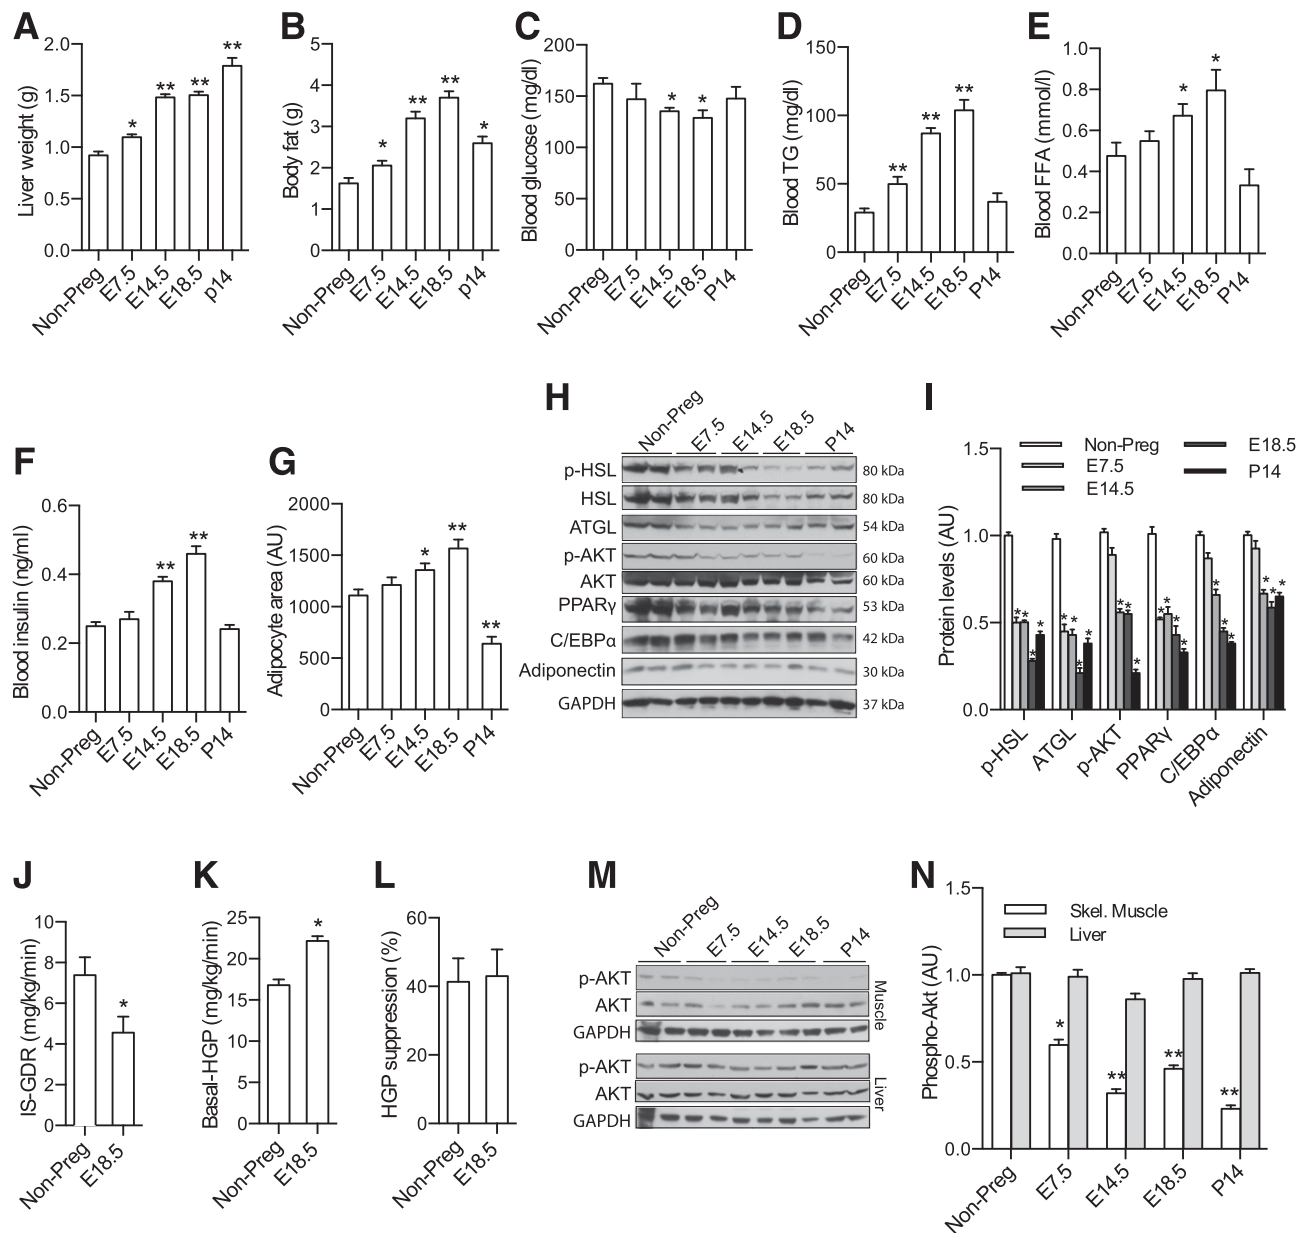 A
Liver weight (g)
2.0
1.5
1.0
0.5
0.0
*
**
**
**
Non-Preg
E7.5
E14.5
E18.5
p14
B
Body fat (g)
5
4
3
2
1
0
*
**
**
*
Non-Preg
E7.5
E14.5
E18.5
P14
C
Blood glucose (mg/dl)
200
150
100
50
0
*
*
Non-Preg
E7.5
E14.5
E18.5
P14
D
Blood TG (mg/dl)
150
100
50
0
**
**
**
Non-Preg
E7.5
E14.5
E18.5
P14
E
Blood FFA (mmol/l)
1.0
0.8
0.6
0.4
0.2
0.0
*
*
Non-Preg
E7.5
E14.5
E18.5
P14
F
Blood insulin (ng/ml)
0.6
0.4
0.2
0.0
**
**
Non-Preg
E7.5
E14.5
E18.5
P14
G
Adipocyte area (AU)
2000
1500
1000
500
0
*
**
**
Non-Preg
E7.5
E14.5
E18.5
P14
H
Non-Preg E7.5 E14.5 E18.5 P14
p-HSL 80 kDa
HSL 80 kDa
ATGL 54 kDa
p-AKT 60 kDa
AKT 60 kDa
PPARγ 53 kDa
C/EBPα 42 kDa
Adiponectin 30 kDa
GAPDH 37 kDa
I
Protein levels (AU)
1.5
1.0
0.5
0.0
Non-Preg
E7.5
E14.5
E18.5
P14
* * * *
* * * *
* * *
* * * *
* * *
* * *
p-HSL
ATGL
p-AKT
PPARγ
C/EBPα
Adiponectin
J
IS-GDR (mg/kg/min)
10
8
6
4
2
0
*
Non-Preg
E18.5
K
Basal-HGP (mg/kg/min)
25
20
15
10
5
0
*
Non-Preg
E18.5
L
HGP suppression (%)
60
40
20
0
Non-Preg
E18.5
M
Non-Preg E7.5 E14.5 E18.5 P14
p-AKT
AKT
GAPDH
Muscle
p-AKT
AKT
GAPDH
Liver
N
Phospho-Akt (AU)
1.5
1.0
0.5
0.0
Skel. Muscle
Liver
*
**
**
**
Non-Preg
E7.5
E14.5
E18.5
P14